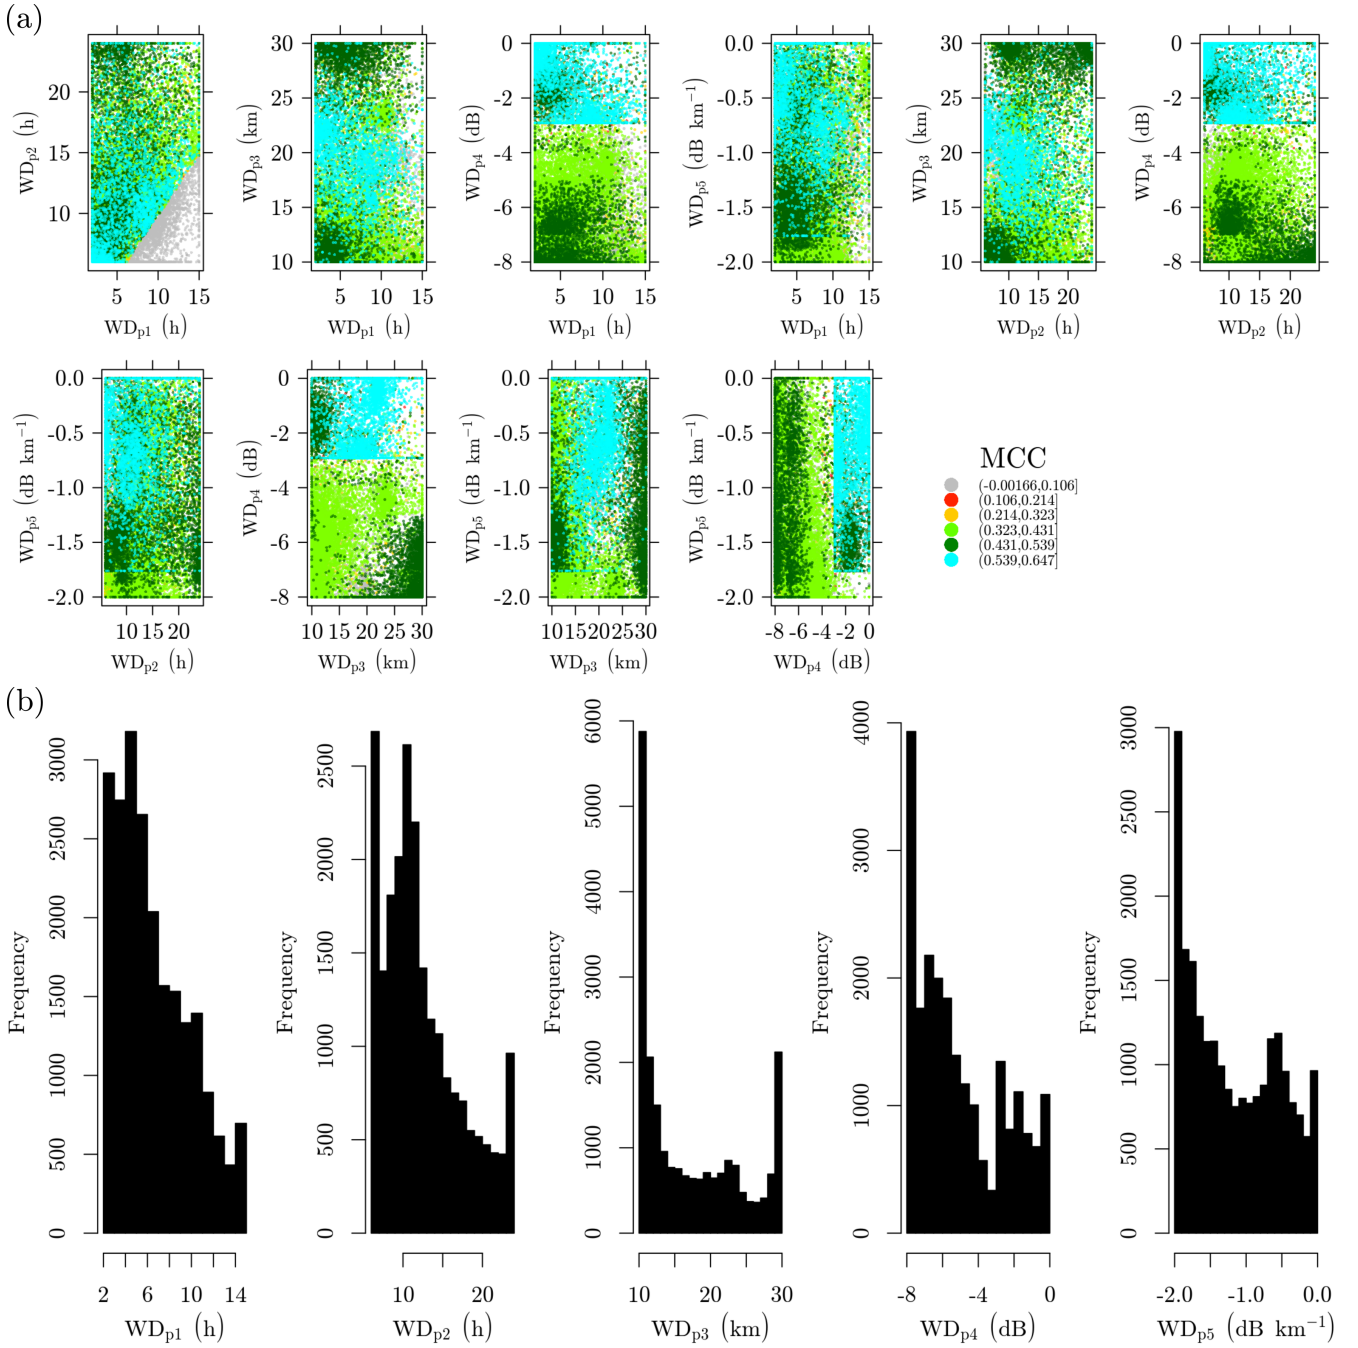 (a)
20
15
10
WDp2 (h)
5 10 15
WDp1 (h)
30
25
20
15
10
WDp3 (km)
5 10 15
WDp1 (h)
0
-2
-4
-6
-8
WDp4 (dB)
5 10 15
WDp1 (h)
0.0
-0.5
-1.0
-1.5
-2.0
WDp5 (dB km−1)
5 10 15
WDp1 (h)
30
25
20
15
10
WDp3 (km)
10 15 20
WDp2 (h)
0
-2
-4
-6
-8
WDp4 (dB)
10 15 20
WDp2 (h)
0.0
-0.5
-1.0
-1.5
-2.0
WDp5 (dB km−1)
10 15 20
WDp2 (h)
0
-2
-4
-6
-8
WDp4 (dB)
10 15 20 25 30
WDp3 (km)
0.0
-0.5
-1.0
-1.5
-2.0
WDp5 (dB km−1)
10 15 20 25 30
WDp3 (km)
0.0
-0.5
-1.0
-1.5
-2.0
WDp5 (dB km−1)
-8 -6 -4 -2 0
WDp4 (dB)
MCC
(-0.00166,0.106]
(0.106,0.214]
(0.214,0.323]
(0.323,0.431]
(0.431,0.539]
(0.539,0.647]
(b)
Frequency
0 500 1000 1500 2000 2500 3000
2 6 10 14
WDp1 (h)
Frequency
0 500 1000 1500 2000 2500
10 20
WDp2 (h)
Frequency
0 1000 2000 3000 4000 5000 6000
10 20 30
WDp3 (km)
Frequency
0 1000 2000 3000 4000
-8 -4 0
WDp4 (dB)
Frequency
0 500 1000 1500 2000 2500 3000
-2.0 -1.0 0.0
WDp5 (dB km−1)